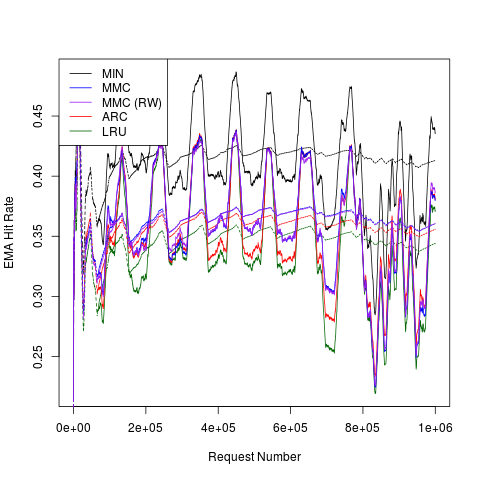 MIN
MMC
MMC (RW)
ARC
LRU
EMA Hit Rate
0.45
0.40
0.35
0.30
0.25
0e+00 2e+05 4e+05 6e+05 8e+05 1e+06
Request Number